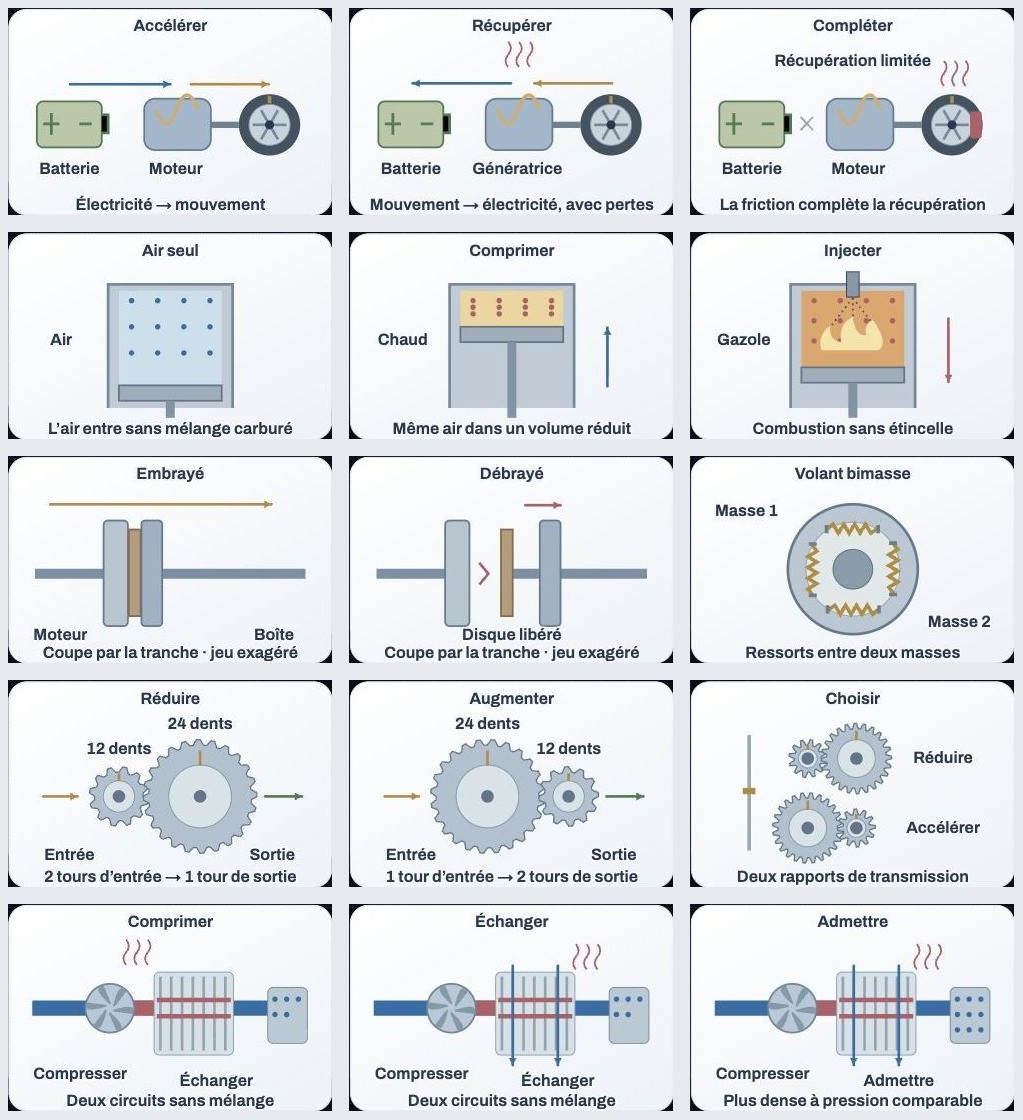 Accélérer
Batterie
Moteur
Électricité → mouvement
Récupérer
Batterie
Génératrice
Mouvement → électricité, avec pertes
Compléter
Récupération limitée
Batterie
Moteur
La friction complète la récupération
Air seul
Air
L'air entre sans mélange carburé
Comprimer
Chaud
Même air dans un volume réduit
Injecter
Gazole
Combustion sans étincelle
Embrayé
Moteur
Boîte
Coupe par la tranche · jeu exagéré
Débrayé
Disque libéré
Coupe par la tranche · jeu exagéré
Volant bimasse
Masse 1
Masse 2
Ressorts entre deux masses
Réduire
24 dents
12 dents
Entrée
Sortie
2 tours d'entrée → 1 tour de sortie
Augmenter
24 dents
12 dents
Entrée
Sortie
1 tour d'entrée → 2 tours de sortie
Choisir
Réduire
Accélérer
Deux rapports de transmission
Comprimer
Compresser
Échanger
Deux circuits sans mélange
Échanger
Compresser
Échanger
Deux circuits sans mélange
Admettre
Compresser
Admettre
Plus dense à pression comparable